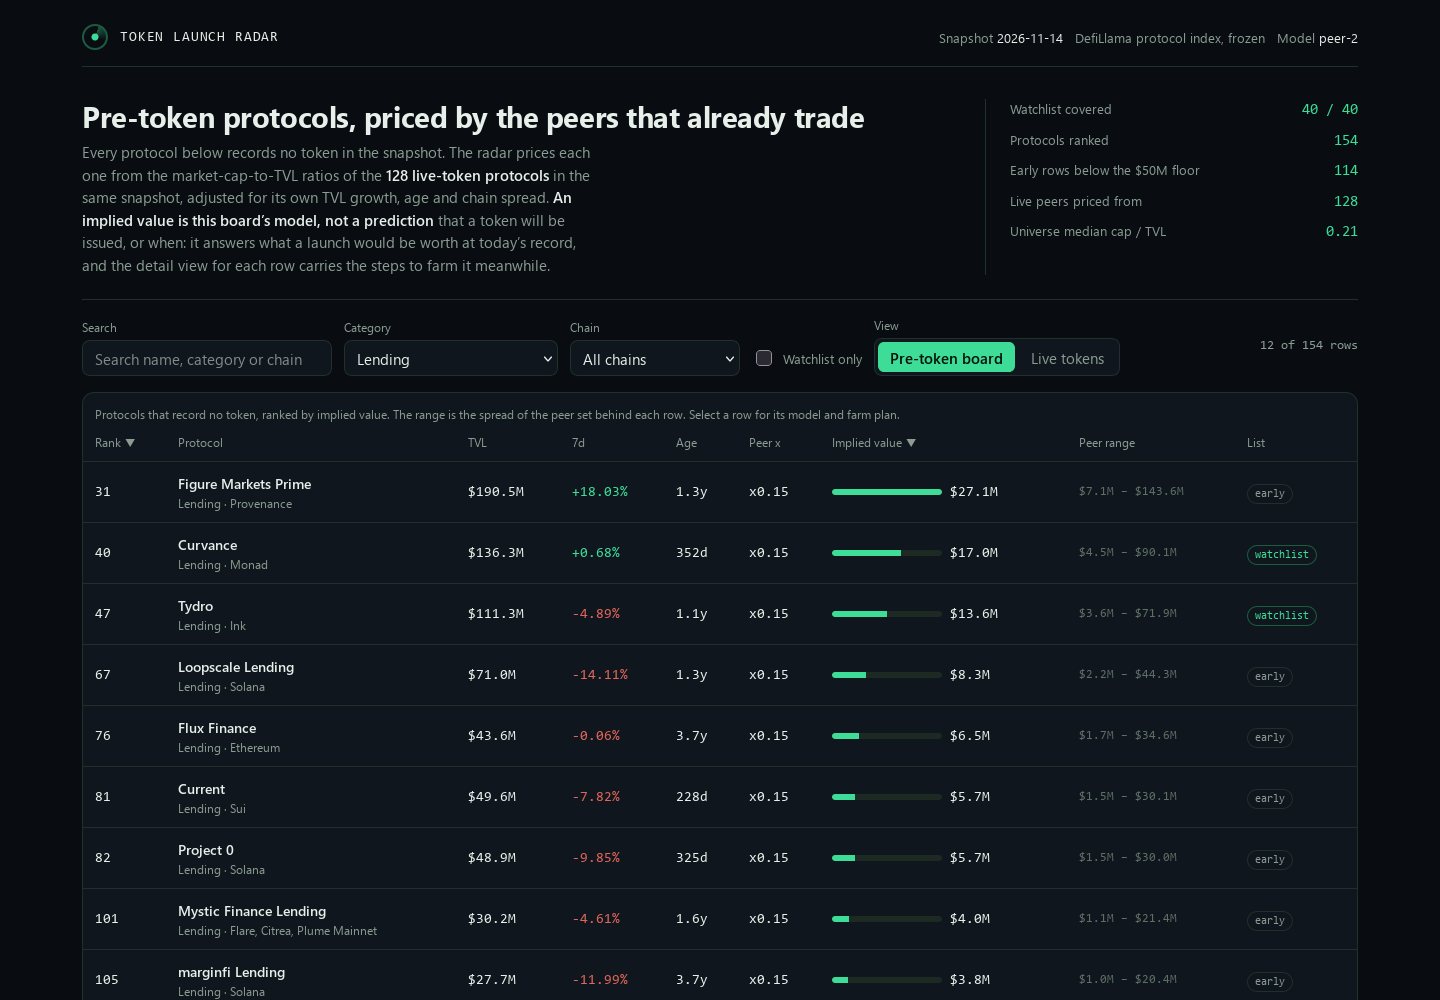 TOKEN LAUNCH RADAR
Snapshot 2026-11-14 DefiLlama protocol index, frozen Model peer-2
Pre-token protocols, priced by the peers that already trade
Every protocol below records no token in the snapshot. The radar prices each
one from the market-cap-to-TVL ratios of the 128 live-token protocols in the
same snapshot, adjusted for its own TVL growth, age and chain spread. An
implied value is this board's model, not a prediction that a token will be
issued, or when: it answers what a launch would be worth at today's record,
and the detail view for each row carries the steps to farm it meanwhile.
Watchlist covered 40 / 40
Protocols ranked 154
Early rows below the $50M floor 114
Live peers priced from 128
Universe median cap / TVL 0.21
Search Category Chain View
Search name, category or chain Lending All chains Watchlist only Pre-token board Live tokens 12 of 154 rows
Protocols that record no token, ranked by implied value. The range is the spread of the peer set behind each row. Select a row for its model and farm plan.
Rank ▼ Protocol TVL 7d Age Peer x Implied value ▼ Peer range List
31 Figure Markets Prime $190.5M +18.03% 1.3y x0.15 $27.1M $7.1M – $143.6M early
Lending · Provenance
40 Curvance $136.3M +0.68% 352d x0.15 $17.0M $4.5M – $90.1M watchlist
Lending · Monad
47 Tydro $111.3M -4.89% 1.1y x0.15 $13.6M $3.6M – $71.9M watchlist
Lending · Ink
67 Loopscale Lending $71.0M -14.11% 1.3y x0.15 $8.3M $2.2M – $44.3M early
Lending · Solana
76 Flux Finance $43.6M -0.06% 3.7y x0.15 $6.5M $1.7M – $34.6M early
Lending · Ethereum
81 Current $49.6M -7.82% 228d x0.15 $5.7M $1.5M – $30.1M early
Lending · Sui
82 Project 0 $48.9M -9.85% 325d x0.15 $5.7M $1.5M – $30.0M early
Lending · Solana
101 Mystic Finance Lending $30.2M -4.61% 1.6y x0.15 $4.0M $1.1M – $21.4M early
Lending · Flare, Citrea, Plume Mainnet
105 marginfi Lending $27.7M -11.99% 3.7y x0.15 $3.8M $1.0M – $20.4M early
Lending · Solana